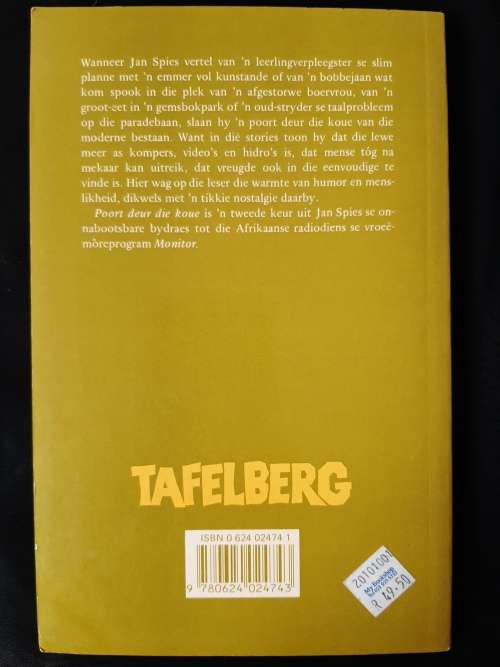 Wanneer Jan Spies vertel van 'n leerlingverpleegster se slim
planne met 'n emmer vol kunstande of van 'n bobbejaan wat
kom spook in die plek van 'n afgestorwe boervrou, van 'n
groot-eet in 'n gemsbokpark of 'n oud-stryder se taalprobleem
op die paradebaan, slaan hy 'n poort deur die koue van die
moderne bestaan. Want in dié stories toon hy dat die lewe
meer as kompers, video's en hidro's is, dat mense tóg na
mekaar kan uitreik, dat vreugde ook in die eenvoudige te
vinde is. Hier wag op die leser die warmte van humor en mens-
likheid, dikwels met 'n tikkie nostalgie daarby.
Poort deur die koue is 'n tweede keur uit Jan Spies se on-
nabootsbare bydraes tot die Afrikaanse radiodiens se vroeë-
môreprogram Monitor.
TAFELBERG
ISBN 0 624 02474 1
9 780624 024743
20101001
My Bookshop
R 49.50